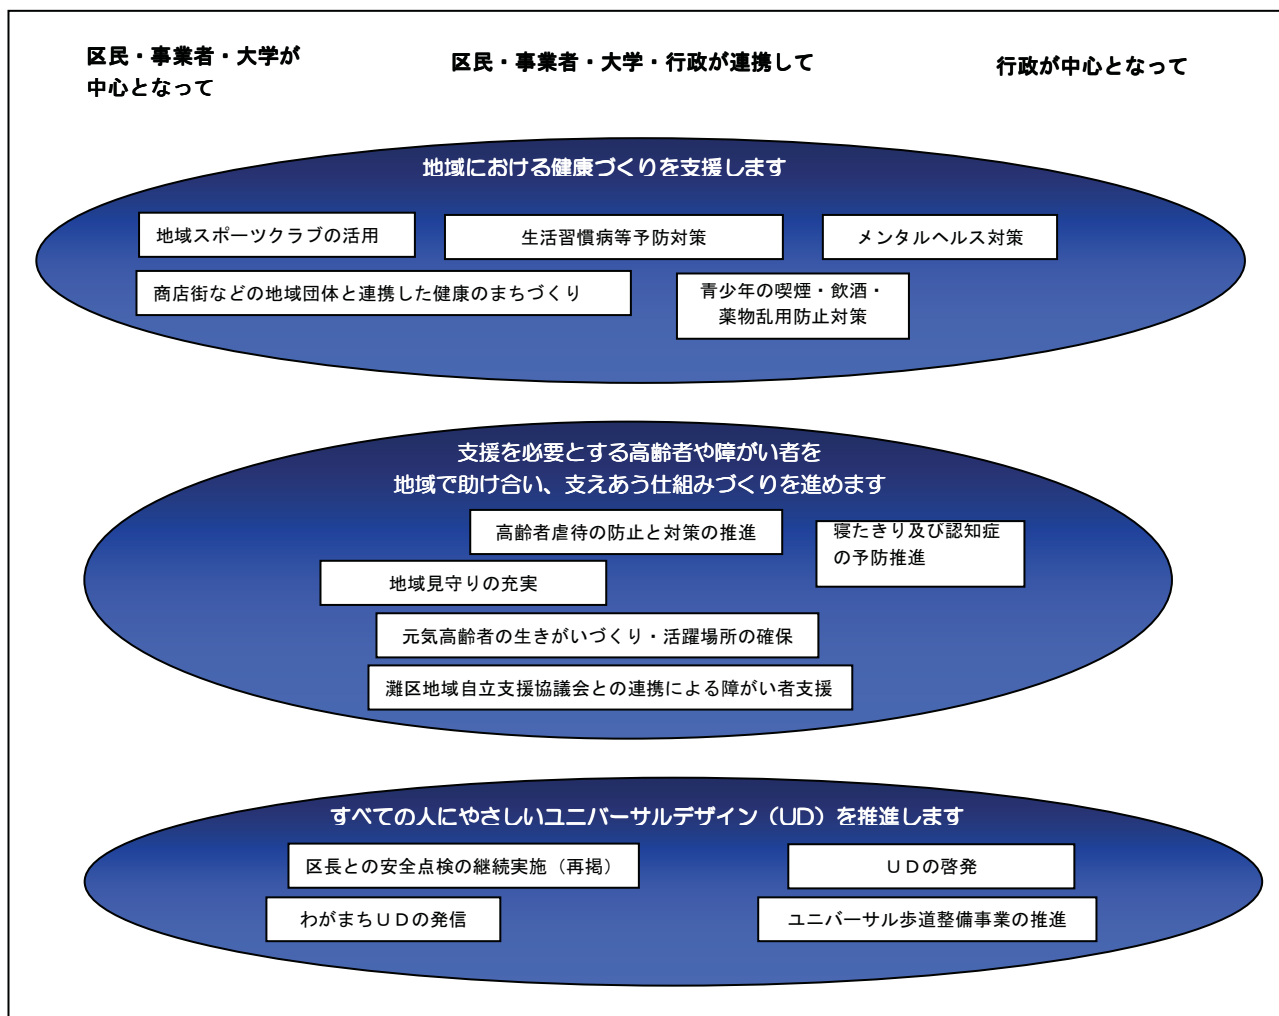 区民・事業者・大学が
中心となって
区民・事業者・大学・行政が連携して
行政が中心となって
地域における健康づくりを支援します
地域スポーツクラブの活用
生活習慣病等予防対策
メンタルヘルス対策
商店街などの地域団体と連携した健康のまちづくり
青少年の喫煙・飲酒・
薬物乱用防止対策
支援を必要とする高齢者や障がい者を
地域で助け合い、支えあう仕組みづくりを進めます
高齢者虐待の防止と対策の推進
寝たきり及び認知症
の予防推進
地域見守りの充実
元気高齢者の生きがいづくり・活躍場所の確保
灘区地域自立支援協議会との連携による障がい者支援
すべての人にやさしいユニバーサルデザイン（UD）を推進します
区長との安全点検の継続実施（再掲）
ＵＤの啓発
わがまちＵＤの発信
ユニバーサル歩道整備事業の推進